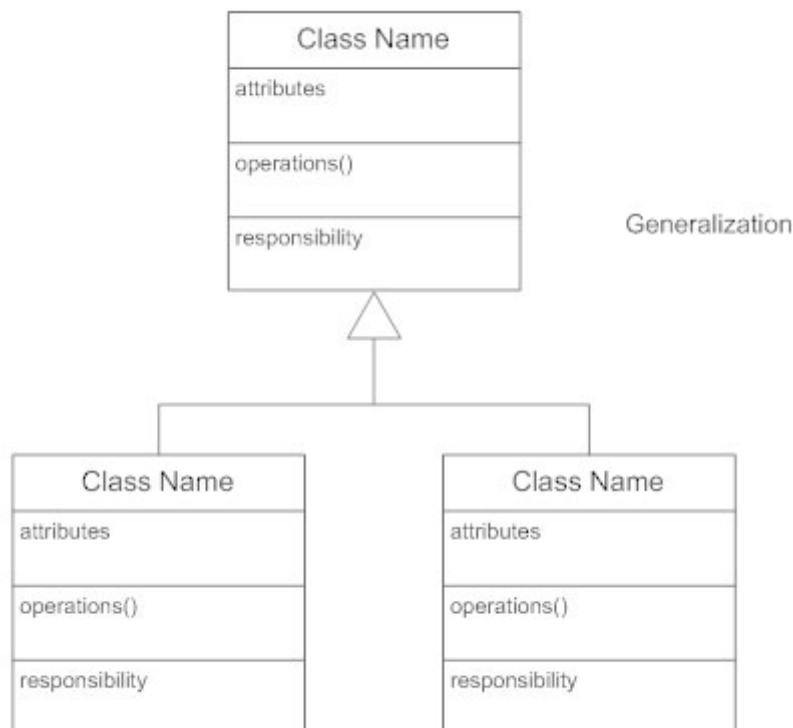 Class Name
attributes
operations()
responsibility
Generalization
Class Name
attributes
operations()
responsibility
Class Name
attributes
operations()
responsibility